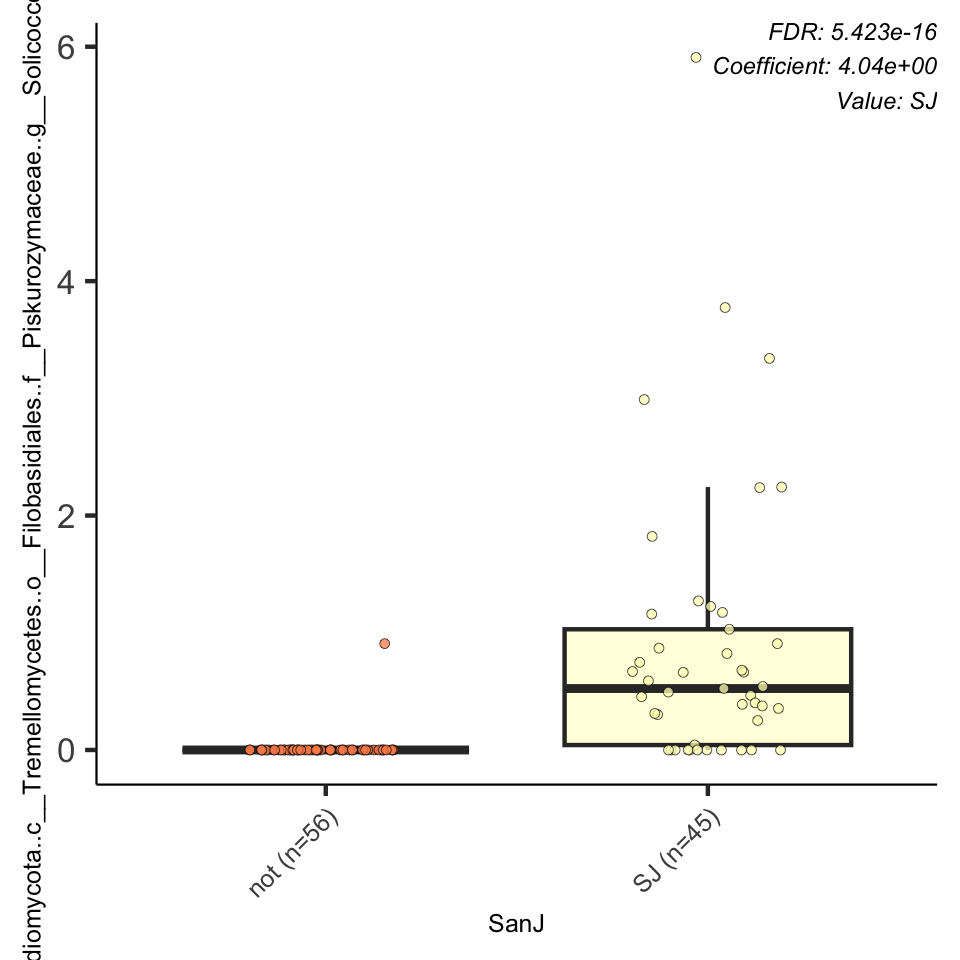 FDR: 5.423e-16
Coefficient: 4.04e+00
Value: SJ
6
4
2
0
diomycota..c__Tremellomycetes..o__Filobasidiales..f__Piskurozymaceae..g__Solicocco
not (n=56)
SJ (n=45)
SanJ